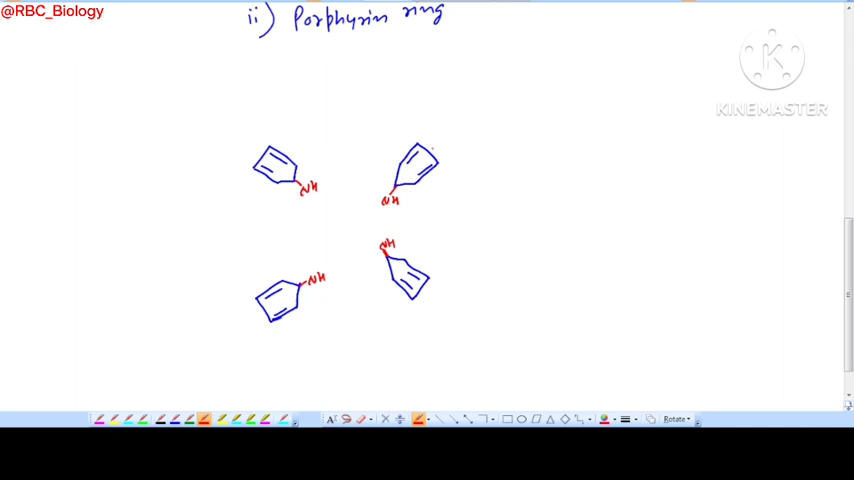 @RBC_Biology
ii) Porphyrin ring
KINEMASTER
NH
NH
NH
NH
Rotate